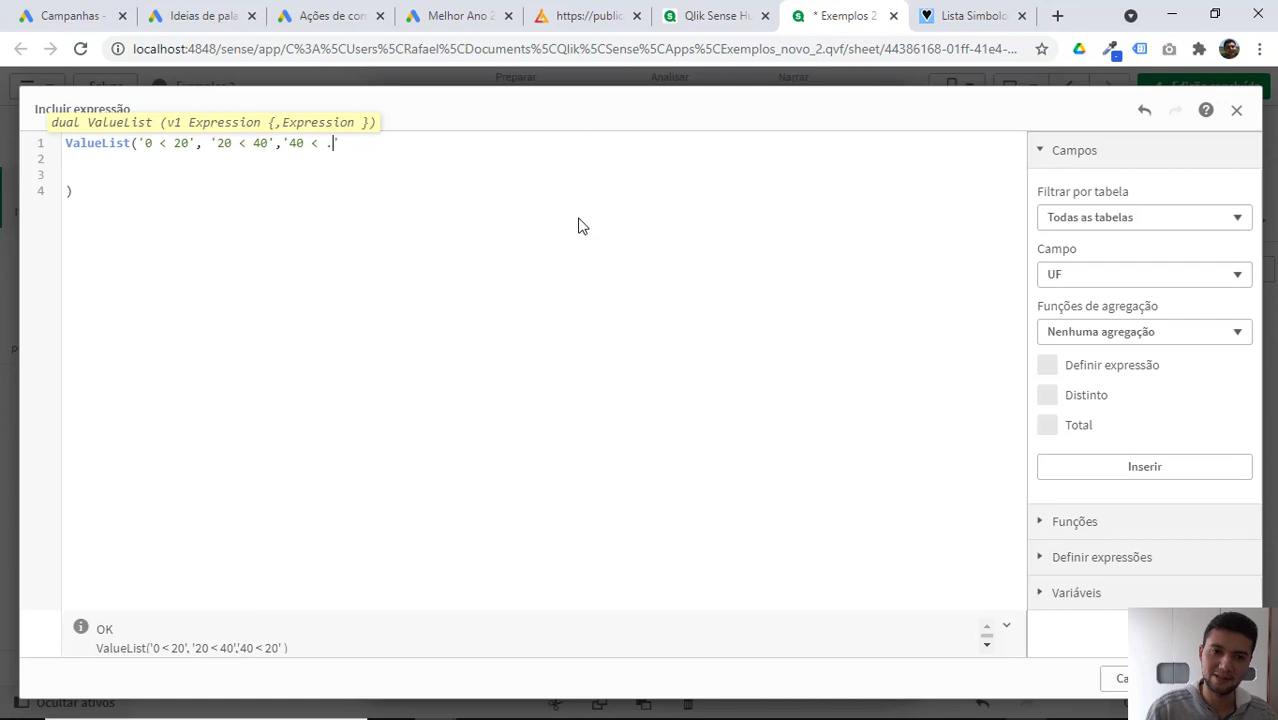 Campanhas -
Ideias de pala
Ações de con
Melhor Ano 2
https://public
Qlik Sense Hu
* Exemplos 2
Lista Simbolo
localhost:4848/sense/app/C%3A%5CUsers%5CRafael%5CDocuments%5CQlik%5CSense%5CApps%5CExemplos_novo_2.qvf/sheet/44386168-01ff-41e4-...
Preparar
Analisar
Narrar
Incluir expressão
dual ValueList (v1 Expression {,Expression })
1 ValueList('0 < 20', '20 < 40','40 < .'
2
3
4 )
Campos
Filtrar por tabela
Todas as tabelas
Campo
UF
Funções de agregação
Nenhuma agregação
Definir expressão
Distinto
Total
Inserir
Funções
Definir expressões
Variáveis
OK
ValueList('0 < 20', '20 < 40','40 < 20' )
Ca
Ocultar ativos